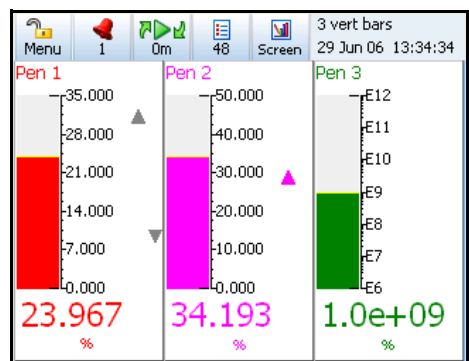 Menu 1 0m 48 Screen
3 vert bars
29 Jun 06 13:34:34
Pen 1
35.000
28.000
21.000
14.000
7.000
0.000
23.967
%
Pen 2
50.000
40.000
30.000
20.000
10.000
0.000
34.193
%
Pen 3
E12
E11
E10
E9
E8
E7
E6
1.0e+09
%